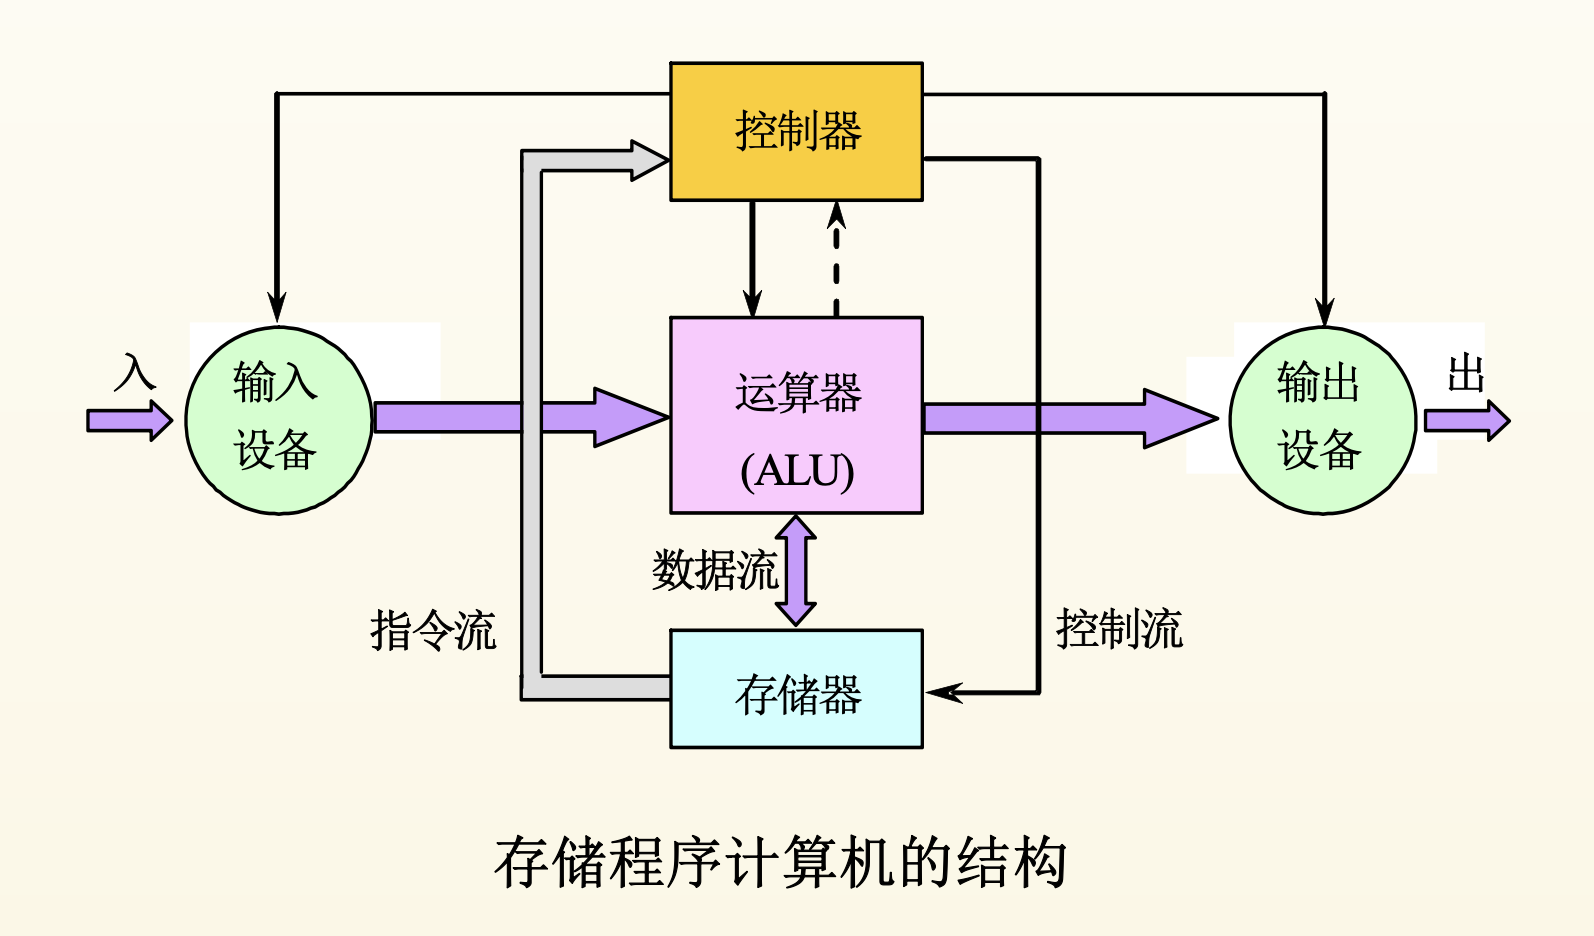 控制器
入
输入
设备
运算器
(ALU)
输出
设备
出
数据流
指令流
控制流
存储器
存储程序计算机的结构